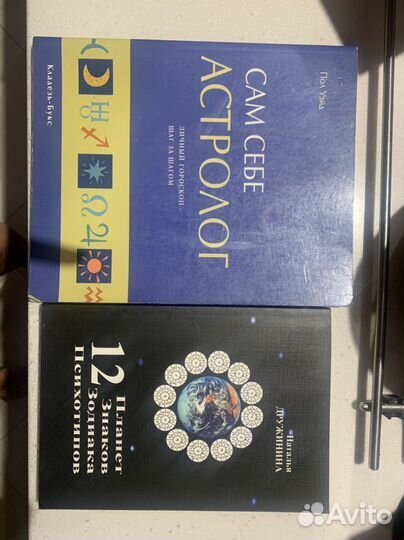 Пол Уэйд
САМ СЕБЕ
АСТРОЛОГ
ЛИЧНЫЙ ГОРОСКОП –
ШАГ ЗА ШАГОМ
Кладезь-Букс
Наталья
ДРУЖИНИНА
12 Планет
Знаков
Зодиака
Психотипов
Avito